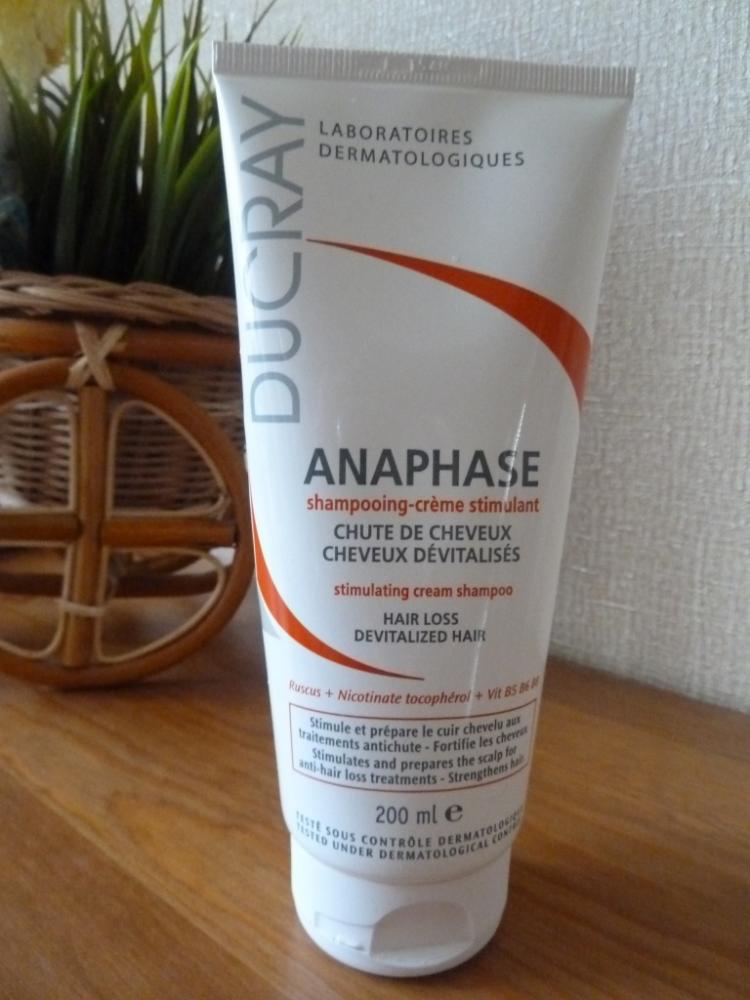 DUCRAY
LABORATOIRES
DERMATOLOGIQUES
ANAPHASE
shampooing-crème stimulant
CHUTE DE CHEVEUX
CHEVEUX DÉVITALISÉS
stimulating cream shampoo
HAIR LOSS
DEVITALIZED HAIR
Ruscus + Nicotinate tocophérol + Vit B5 B6
Stimule et prépare le cuir chevelu aux
traitements antichute - Fortifie les cheveux
Stimulates and prepares the scalp for
anti-hair loss treatments - Strengthens hair
200 ml e
TESTÉ SOUS CONTRÔLE
TESTED UNDER DERMATOLOGICAL